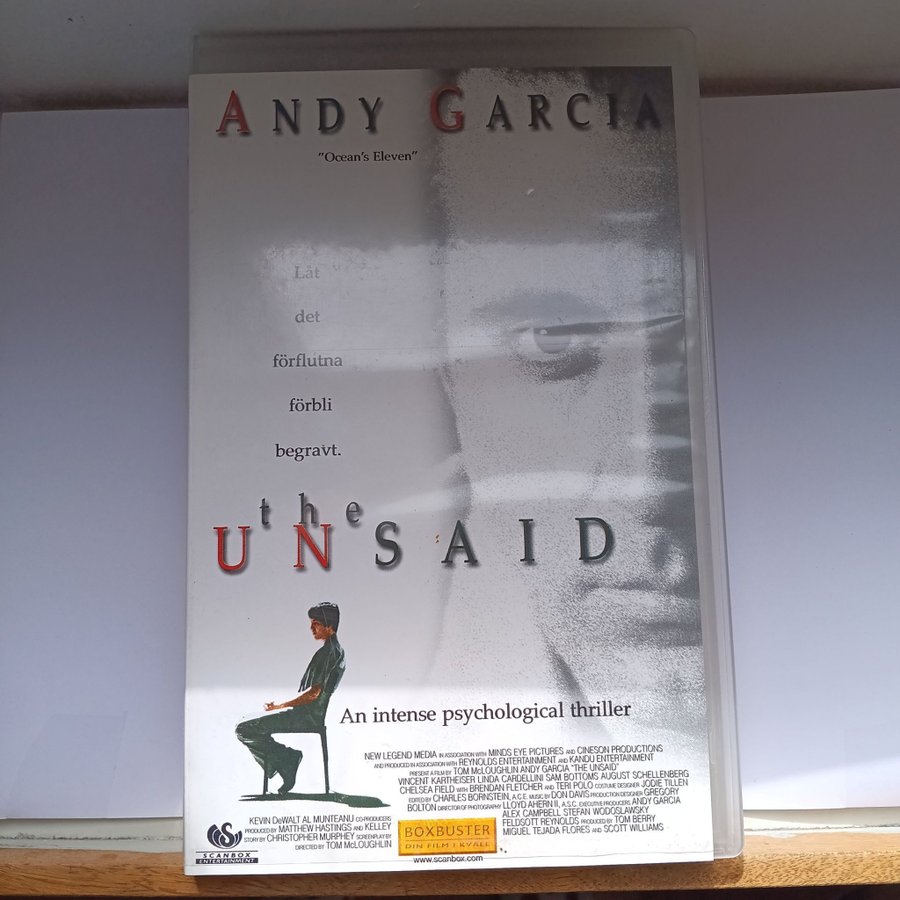 ANDY GARCIA
"Ocean's Eleven"
Låt
det
förflutna
förbli
begravt.
the
UNSAID
An intense psychological thriller
NEW LEGEND MEDIA IN ASSOCIATION WITH MINDS EYE PICTURES AND CINESON PRODUCTIONS
AND PRODUCED IN ASSOCIATION WITH REYNOLDS ENTERTAINMENT AND KANDU ENTERTAINMENT
PRESENT A FILM BY TOM McLOUGHLIN ANDY GARCIA "THE UNSAID"
VINCENT KARTHEISER LINDA CARDELLINI SAM BOTTOMS AUGUST SCHELLENBERG
CHELSEA FIELD WITH BRENDAN FLETCHER AND TERI POLO COSTUME DESIGNER JODIE TILLEN
EDITED BY CHARLES BORNSTEIN, A.C.E. MUSIC BY DON DAVIS PRODUCTION DESIGNER GREGORY
BOLTON DIRECTOR OF PHOTOGRAPHY LLOYD AHERN II, A.S.C. EXECUTIVE PRODUCERS ANDY GARCIA
KEVIN DeWALT AL MUNTEANU CO-PRODUCERS ALEX CAMPBELL STEFAN WODOSLAWSKY
PRODUCED BY MATTHEW HASTINGS AND KELLEY FELDSOTT REYNOLDS PRODUCED BY TOM BERRY
STORY BY CHRISTOPHER MURPHEY SCREENPLAY BY MIGUEL TEJADA FLORES AND SCOTT WILLIAMS
DIRECTED BY TOM McLOUGHLIN
BOXBUSTER
DIN FILM I KVÄLL
SCANBOX
ENTERTAINMENT
www.scanbox.com